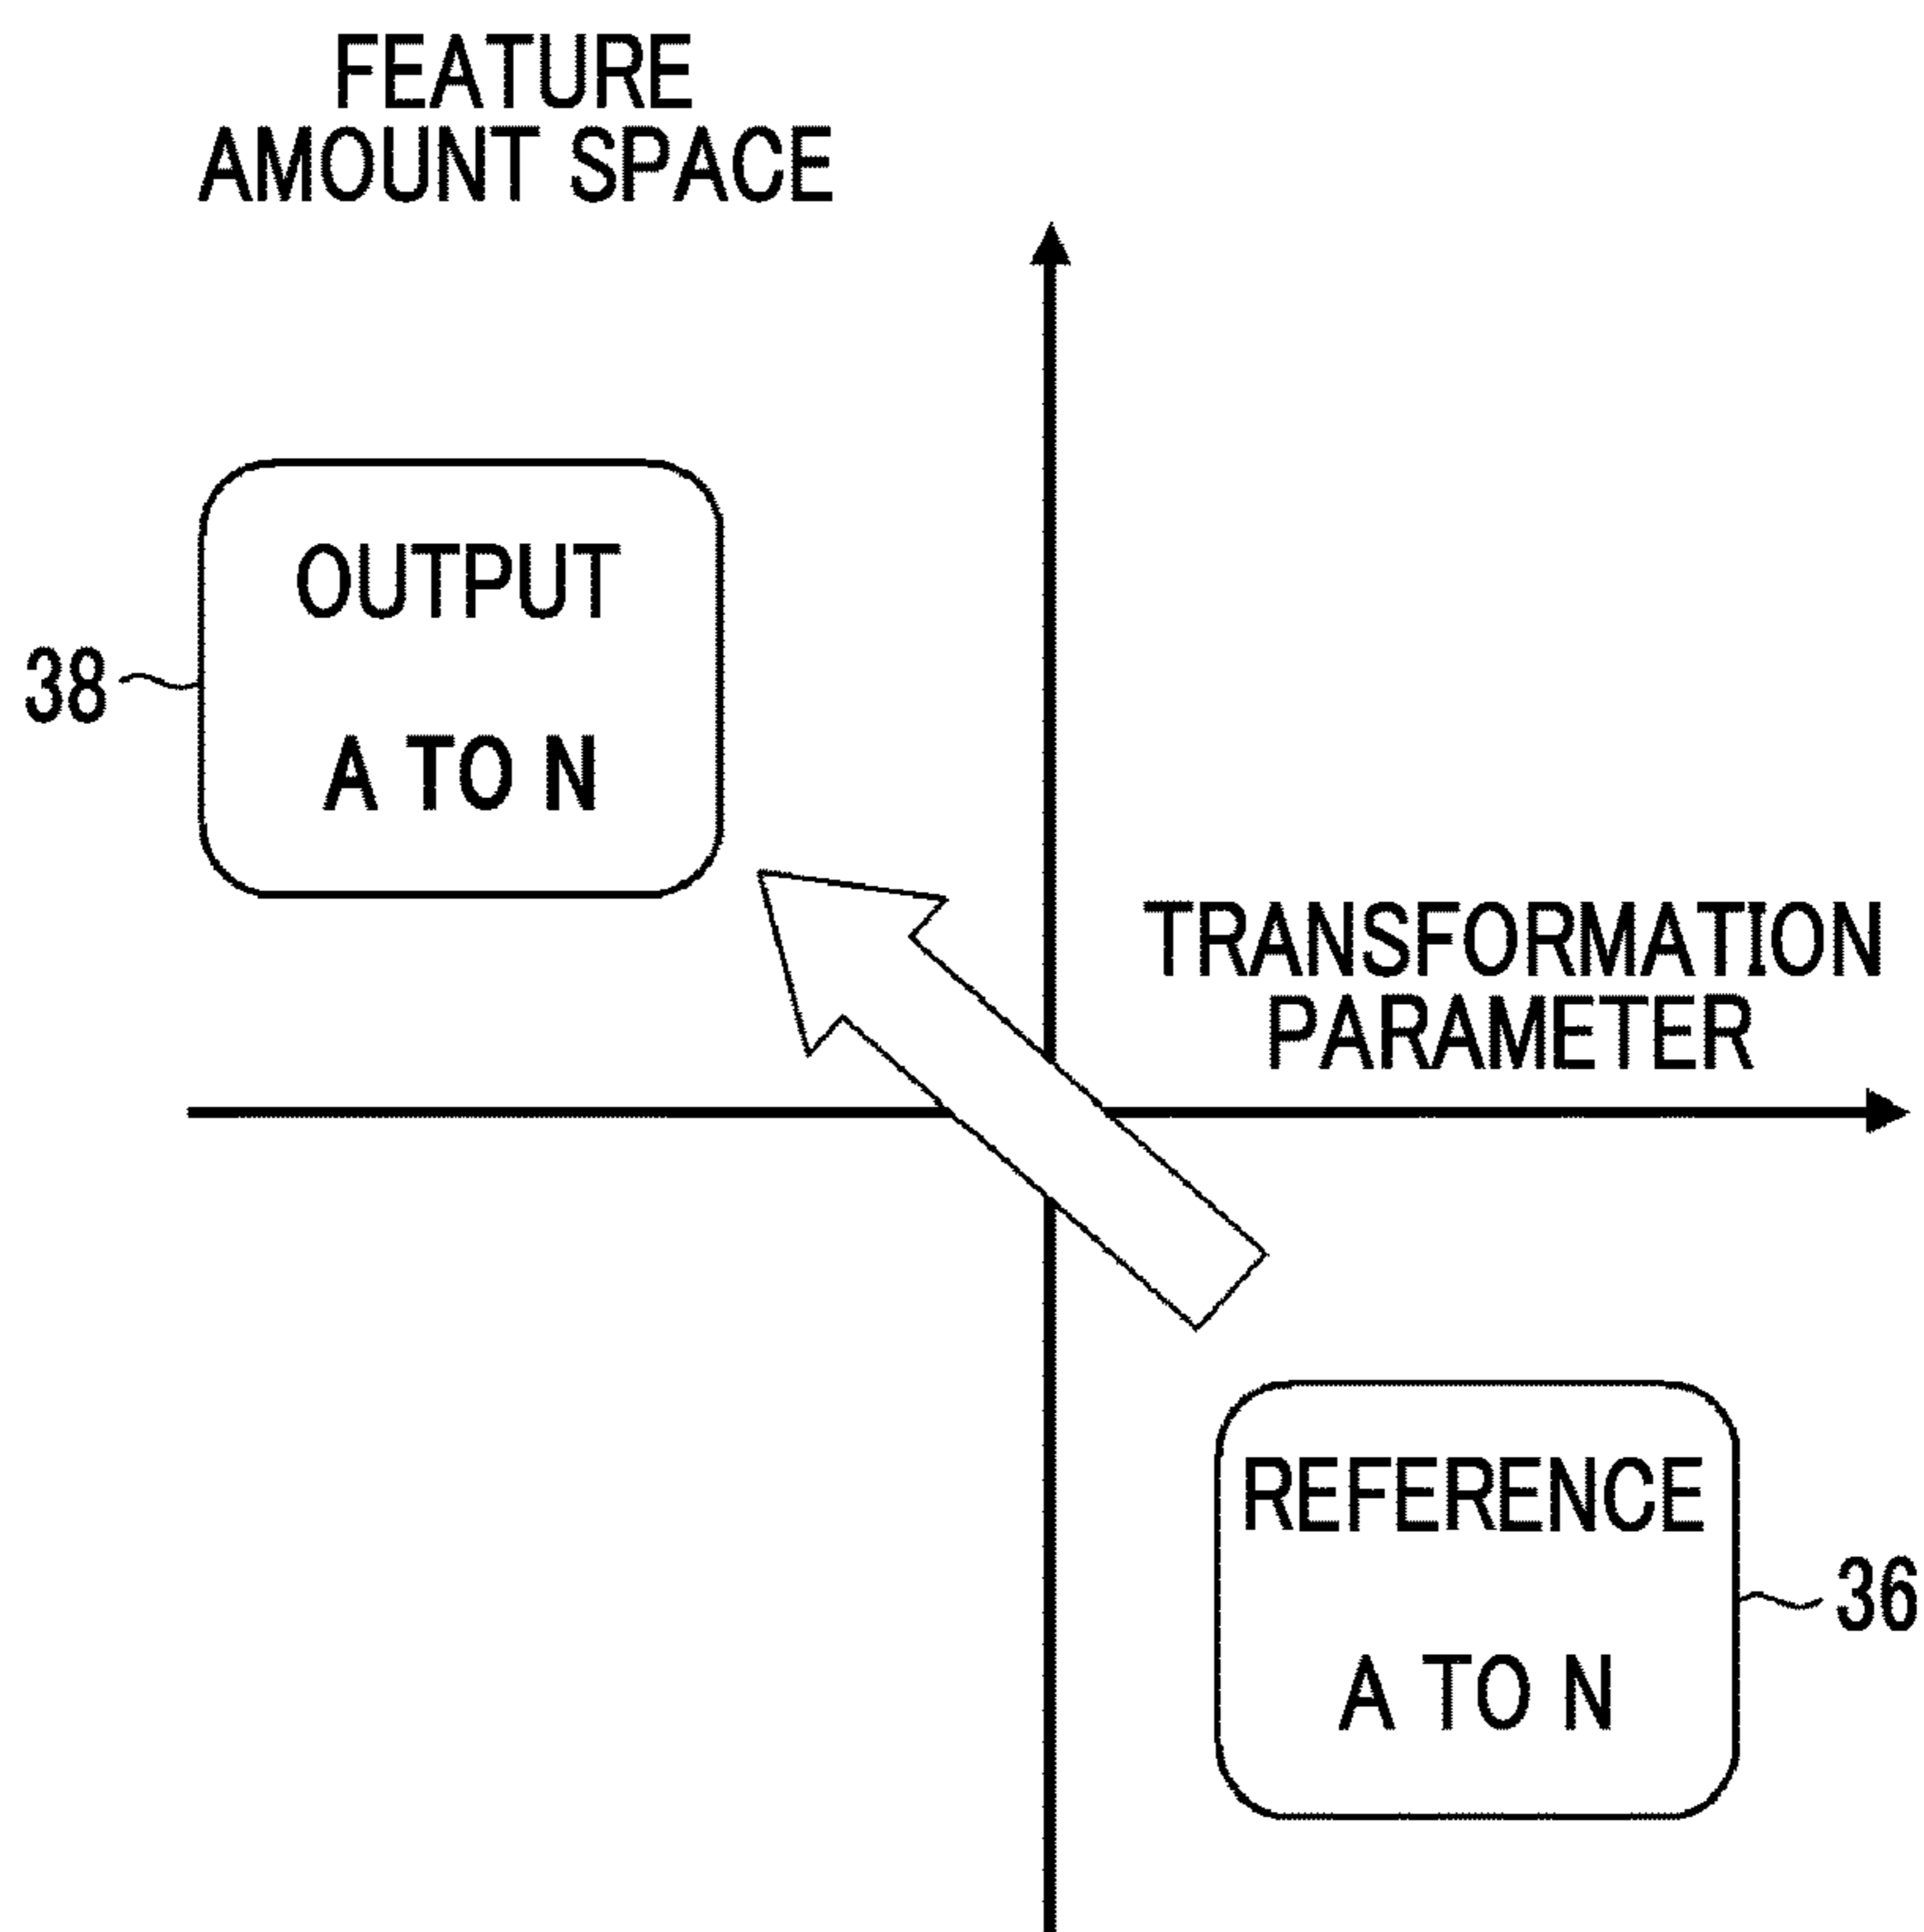 FEATURE
AMOUNT SPACE
OUTPUT
38
A TO N
TRANSFORMATION
PARAMETER
REFERENCE
36
A TO N